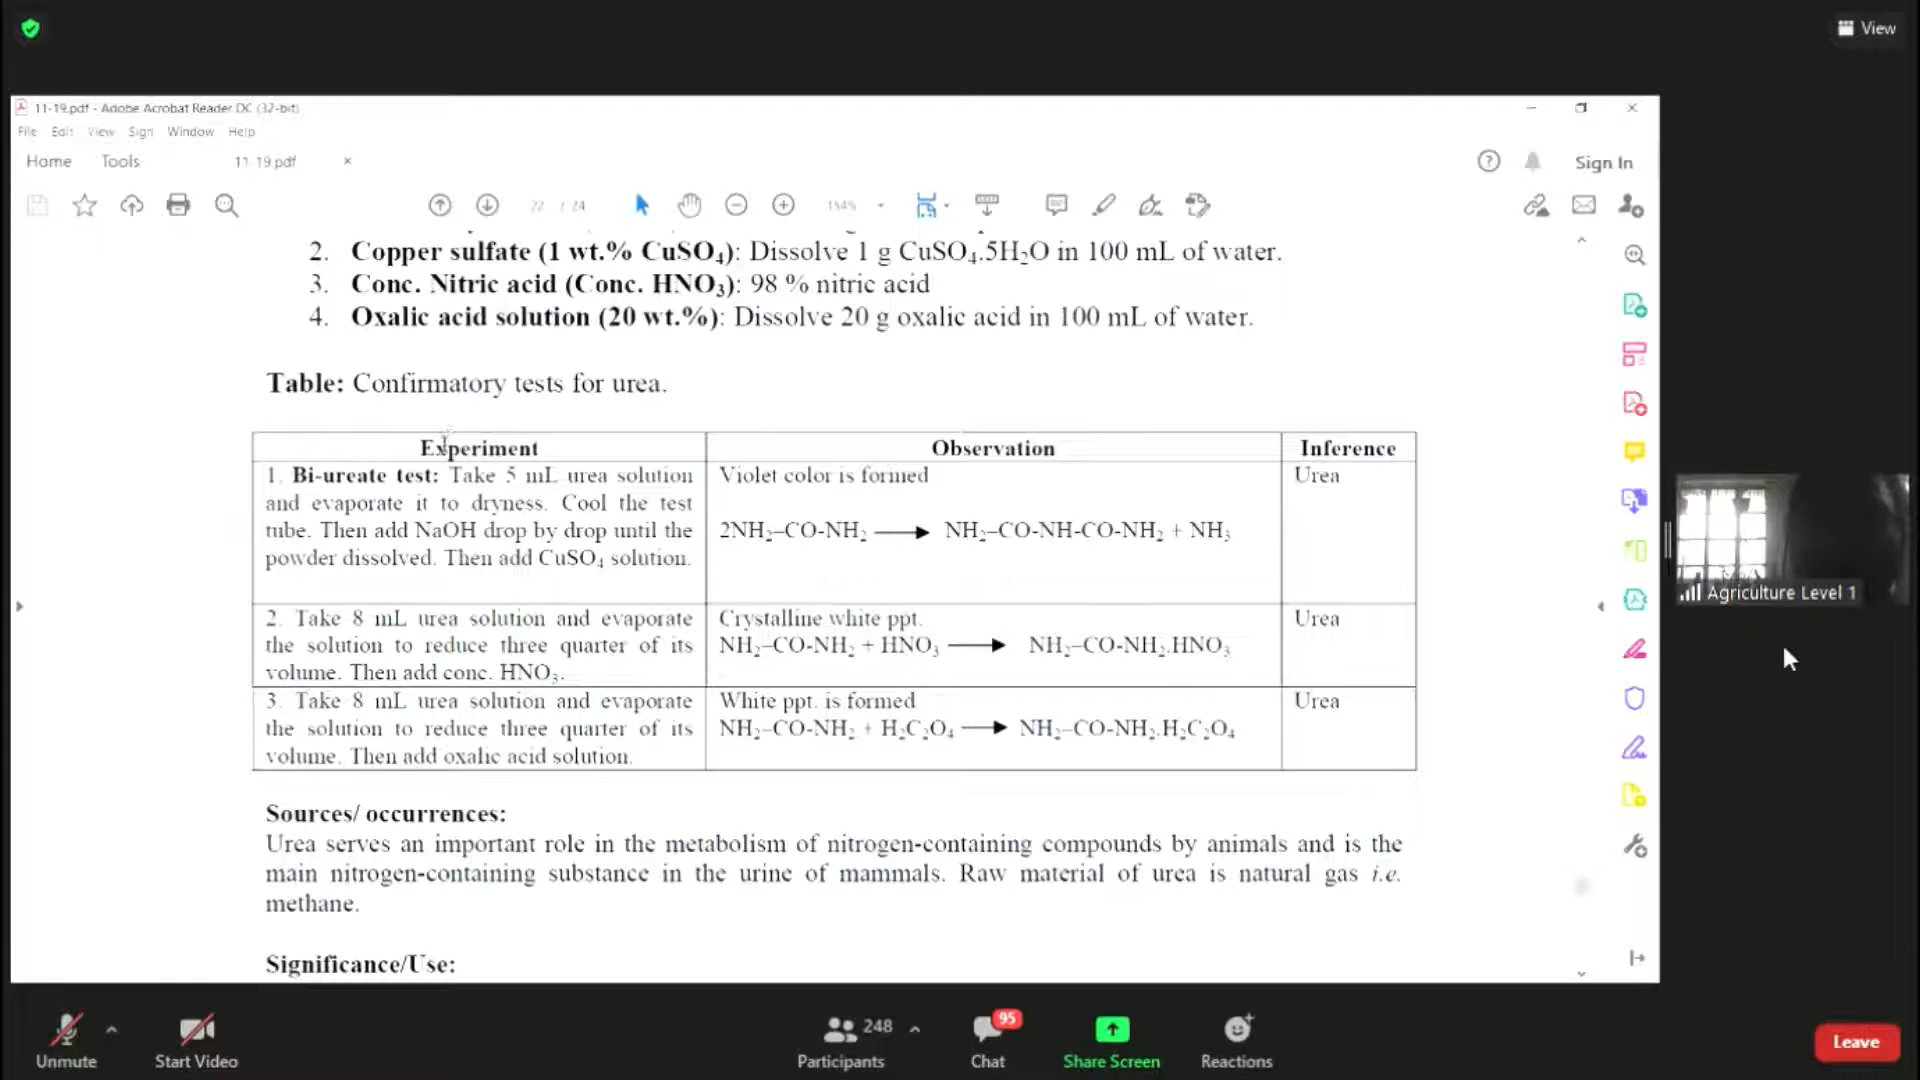 View
11-19.pdf - Adobe Acrobat Reader DC (32-bit)
File Edit View Sign Window Help
Home Tools 11-19.pdf ×
Sign In
22 / 24
154%
2. Copper sulfate (1 wt.% CuSO₄): Dissolve 1 g CuSO₄.5H₂O in 100 mL of water.
3. Conc. Nitric acid (Conc. HNO₃): 98 % nitric acid
4. Oxalic acid solution (20 wt.%): Dissolve 20 g oxalic acid in 100 mL of water.
Table: Confirmatory tests for urea.
Experiment Observation Inference
1. Bi-ureate test: Take 5 mL urea solution
and evaporate it to dryness. Cool the test
tube. Then add NaOH drop by drop until the
powder dissolved. Then add CuSO₄ solution.
Violet color is formed
2NH₂–CO-NH₂ → NH₂–CO-NH-CO-NH₂ + NH₃
Urea
2. Take 8 mL urea solution and evaporate
the solution to reduce three quarter of its
volume. Then add conc. HNO₃.
Crystalline white ppt.
NH₂–CO-NH₂ + HNO₃ → NH₂–CO-NH₂.HNO₃
Urea
3. Take 8 mL urea solution and evaporate
the solution to reduce three quarter of its
volume. Then add oxalic acid solution.
White ppt. is formed
NH₂–CO-NH₂ + H₂C₂O₄ → NH₂–CO-NH₂.H₂C₂O₄
Urea
Sources/ occurrences:
Urea serves an important role in the metabolism of nitrogen-containing compounds by animals and is the
main nitrogen-containing substance in the urine of mammals. Raw material of urea is natural gas i.e.
methane.
Significance/Use:
Agriculture Level 1
Unmute
Start Video
248
Participants
95
Chat
Share Screen
Reactions
Leave